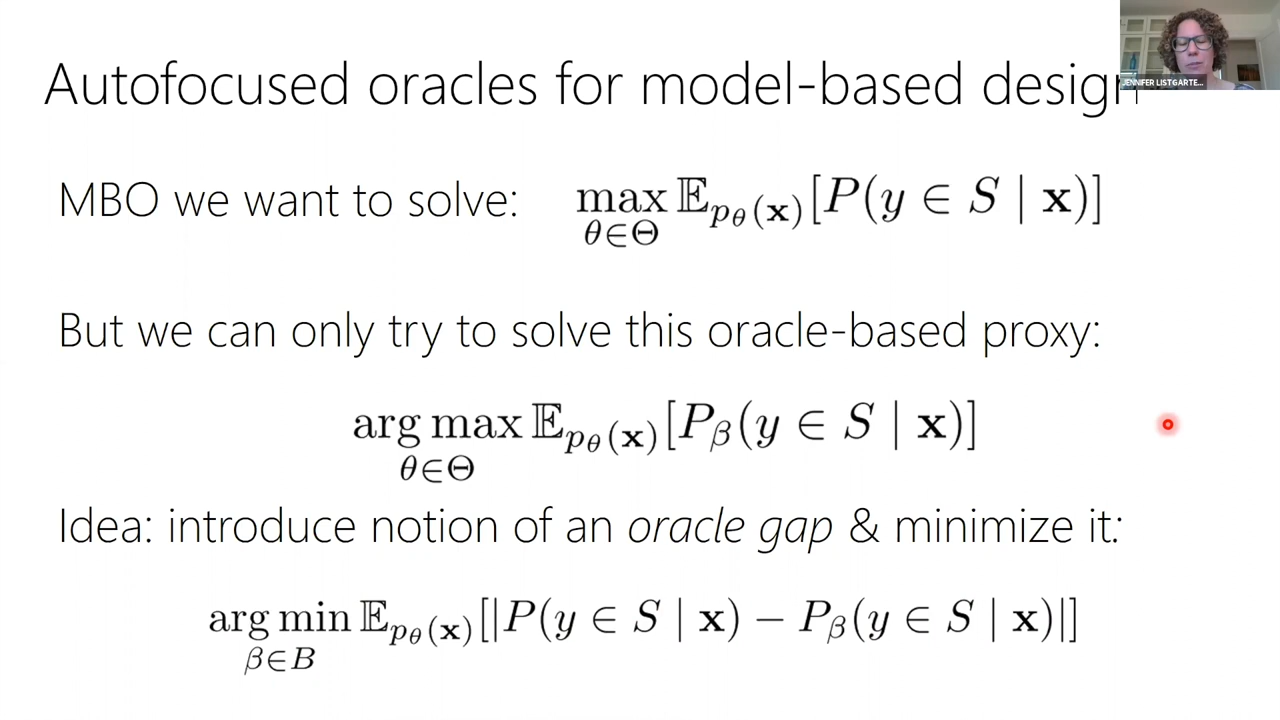 Autofocused oracles for model-based design
JENNIFER LISTGARTE...
MBO we want to solve: max_{θ∈Θ} 𝔼_{p_θ(𝐱)}[P(y ∈ S | 𝐱)]
But we can only try to solve this oracle-based proxy:
arg max_{θ∈Θ} 𝔼_{p_θ(𝐱)}[P_β(y ∈ S | 𝐱)]
Idea: introduce notion of an oracle gap & minimize it:
arg min_{β∈B} 𝔼_{p_θ(𝐱)}[|P(y ∈ S | 𝐱) − P_β(y ∈ S | 𝐱)|]